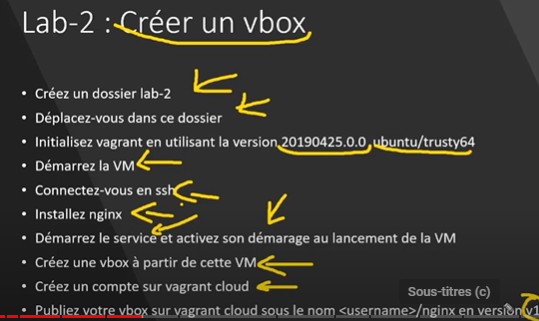 Lab-2 : Créer un vbox
• Créez un dossier lab-2
• Déplacez-vous dans ce dossier
• Initialisez vagrant en utilisant la version 20190425.0.0, ubuntu/trusty64
• Démarrez la VM
• Connectez-vous en ssh
• Installez nginx
• Démarrez le service et activez son démarage au lancement de la VM
• Créez une vbox à partir de cette VM
• Créez un compte sur vagrant cloud
Sous-titres (c)
• Publiez votre vbox sur vagrant cloud sous le nom <username>/nginx en version v1